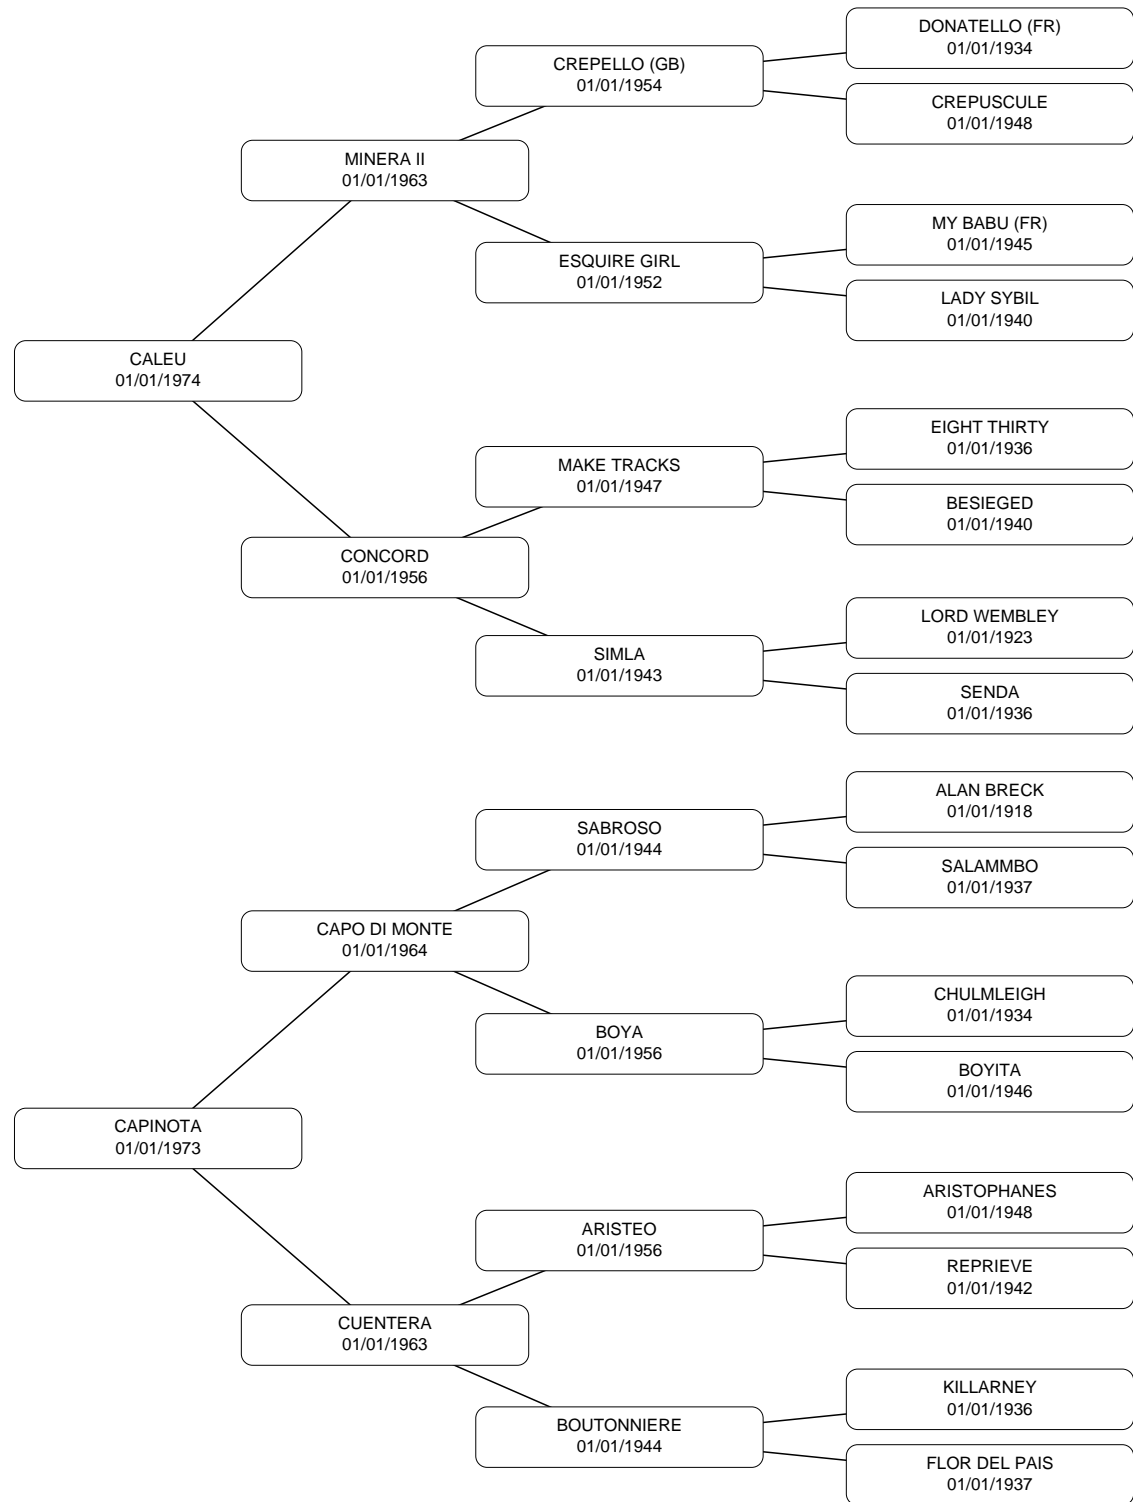 DONATELLO (FR)
01/01/1934
CREPELLO (GB)
01/01/1954
CREPUSCULE
01/01/1948
MINERA II
01/01/1963
MY BABU (FR)
01/01/1945
ESQUIRE GIRL
01/01/1952
LADY SYBIL
01/01/1940
CALEU
01/01/1974
EIGHT THIRTY
01/01/1936
MAKE TRACKS
01/01/1947
BESIEGED
01/01/1940
CONCORD
01/01/1956
LORD WEMBLEY
01/01/1923
SIMLA
01/01/1943
SENDA
01/01/1936
ALAN BRECK
01/01/1918
SABROSO
01/01/1944
SALAMMBO
01/01/1937
CAPO DI MONTE
01/01/1964
CHULMLEIGH
01/01/1934
BOYA
01/01/1956
BOYITA
01/01/1946
CAPINOTA
01/01/1973
ARISTOPHANES
01/01/1948
ARISTEO
01/01/1956
REPRIEVE
01/01/1942
CUENTERA
01/01/1963
KILLARNEY
01/01/1936
BOUTONNIERE
01/01/1944
FLOR DEL PAIS
01/01/1937